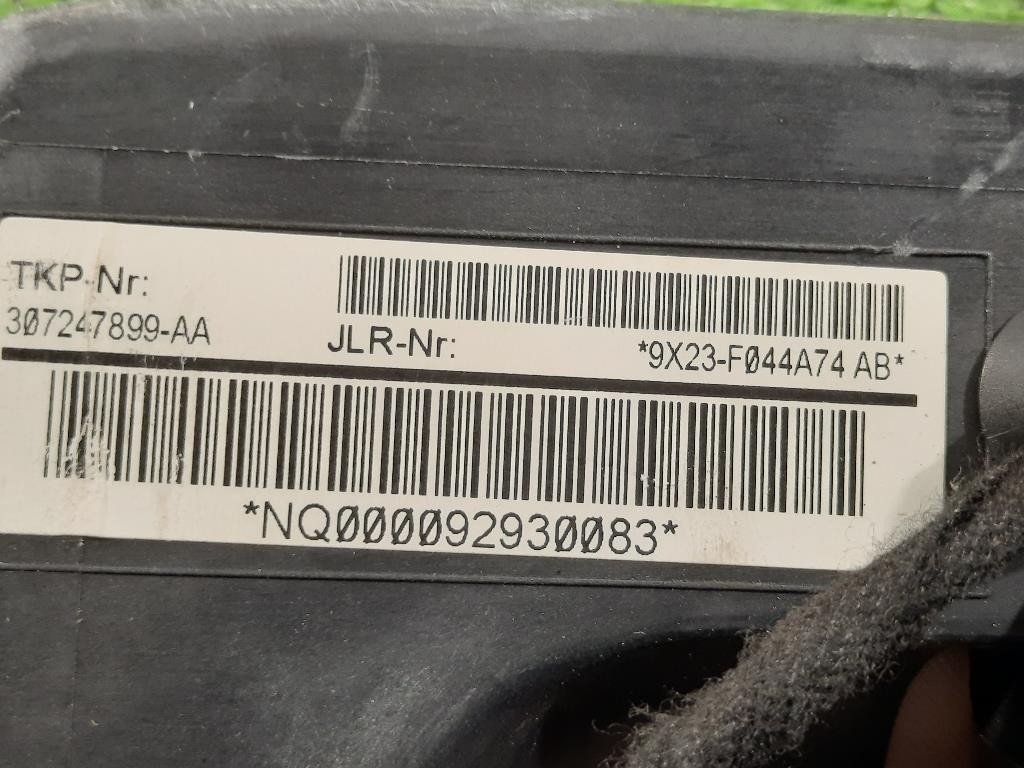 TKP-Nr:
307247899-AA
JLR-Nr: *9X23-F044A74 AB*
*NQ000092930083*